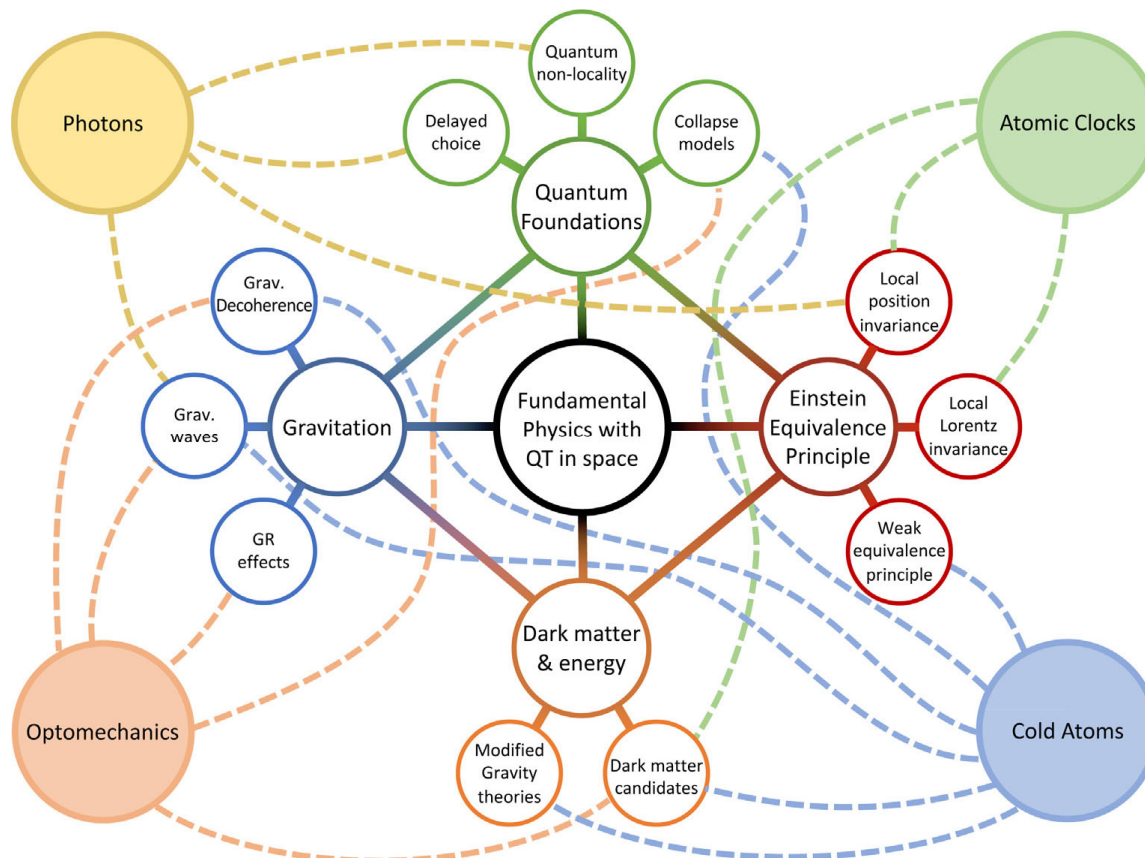 Quantum
non-locality
Photons
Delayed
choice
Collapse
models
Atomic Clocks
Quantum
Foundations
Grav.
Decoherence
Local
position
invariance
Grav.
waves
Gravitation
Fundamental
Physics with
QT in space
Einstein
Equivalence
Principle
Local
Lorentz
invariance
GR
effects
Weak
equivalence
principle
Dark matter
& energy
Optomechanics
Cold Atoms
Modified
Gravity
theories
Dark matter
candidates